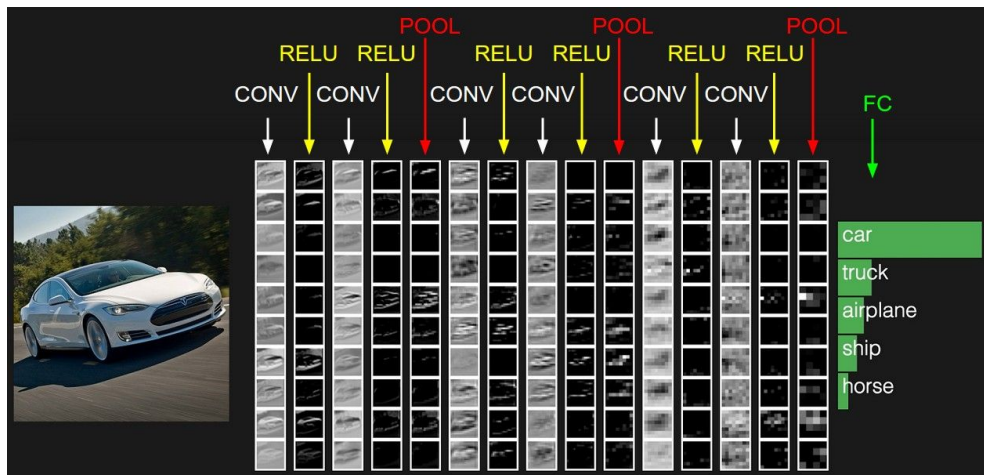 POOL POOL POOL
RELU RELU RELU RELU RELU RELU
CONV CONV CONV CONV CONV CONV
FC
car
truck
airplane
ship
horse